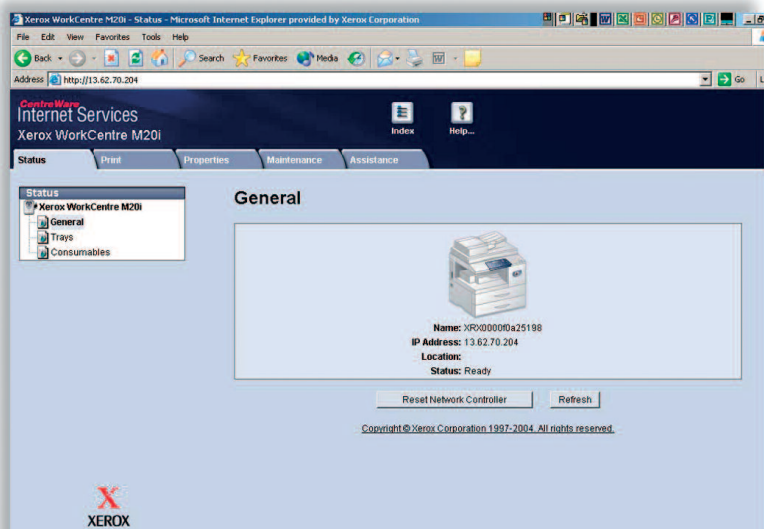 Xerox WorkCentre M20i - Status - Microsoft Internet Explorer provided by Xerox Corporation
File Edit View Favorites Tools Help
Back Search Favorites Media
Address http://13.62.70.204 Go
CentreWare
Internet Services
Xerox WorkCentre M20i
Index Help...
Status Print Properties Maintenance Assistance
Status
Xerox WorkCentre M20i
General
Trays
Consumables
General
Name: XRX0000f0a25198
IP Address: 13.62.70.204
Location:
Status: Ready
Reset Network Controller Refresh
Copyright © Xerox Corporation 1997-2004. All rights reserved.
X
XEROX